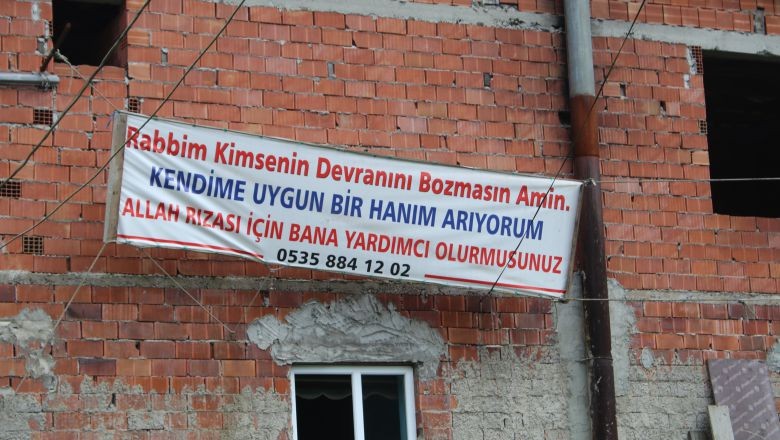 Rabbim Kimsenin Devranını Bozmasın Amin.
KENDİME UYGUN BİR HANIM ARIYORUM
ALLAH RIZASI İÇİN BANA YARDIMCI OLURMUSUNUZ
0535 884 12 02